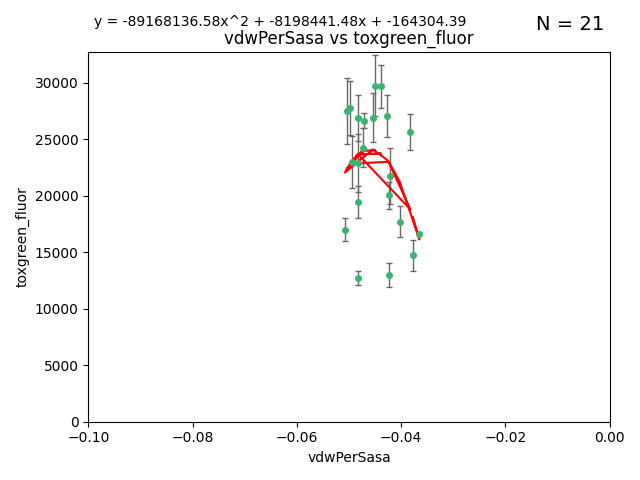 y = -89168136.58x^2 + -8198441.48x + -164304.39
N = 21
vdwPerSasa vs toxgreen_fluor
30000
25000
20000
15000
10000
5000
0
toxgreen_fluor
−0.10
−0.08
−0.06
−0.04
−0.02
0.00
vdwPerSasa